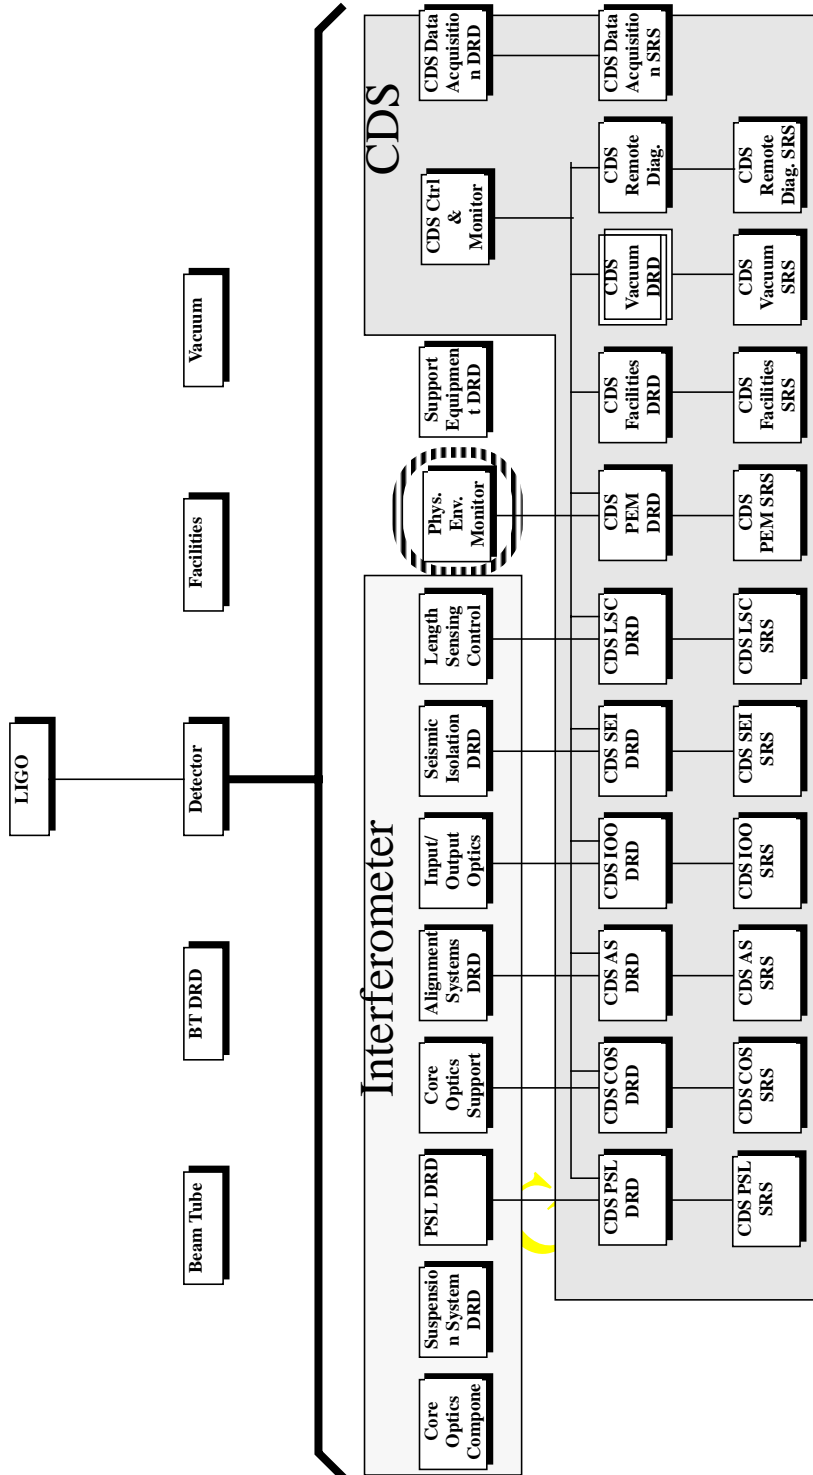 LIGO
Beam Tube
BT DRD
Detector
Facilities
Vacuum
Interferometer
CDS
Core
Optics
Compone
Suspensio
n System
DRD
PSL DRD
Core
Optics
Support
Alignment
Systems
DRD
Input/
Output
Optics
Seismic
Isolation
DRD
Length
Sensing
Control
Phys.
Env.
Monitor
Support
Equipmen
t DRD
CDS Ctrl
&
Monitor
CDS Data
Acquisitio
n DRD
CDS PSL
DRD
CDS COS
DRD
CDS AS
DRD
CDS IOO
DRD
CDS SEI
DRD
CDS LSC
DRD
CDS
PEM
DRD
CDS
Facilities
DRD
CDS
Vacuum
DRD
CDS
Remote
Diag.
CDS Data
Acquisitio
n SRS
CDS PSL
SRS
CDS COS
SRS
CDS AS
SRS
CDS IOO
SRS
CDS SEI
SRS
CDS LSC
SRS
CDS
PEM SRS
CDS
Facilities
SRS
CDS
Vacuum
SRS
CDS
Remote
Diag. SRS